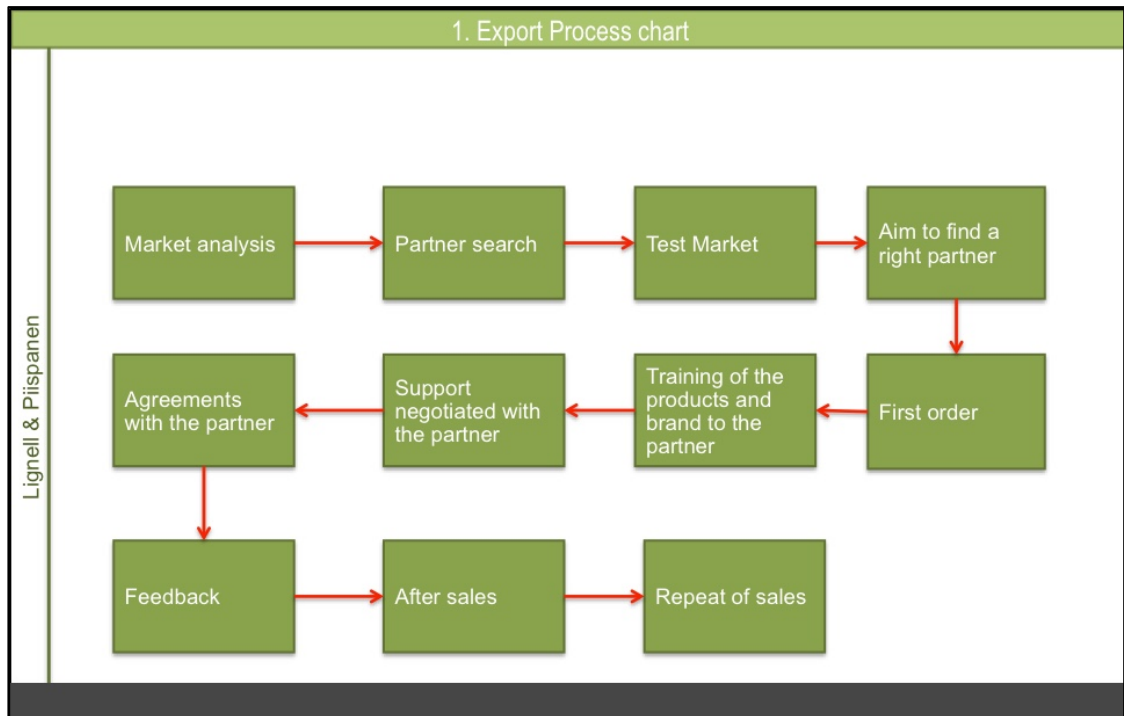 1. Export Process chart
Lignell & Piispanen
Market analysis
Partner search
Test Market
Aim to find a
right partner
First order
Training of the
products and
brand to the
partner
Support
negotiated with
the partner
Agreements
with the partner
Feedback
After sales
Repeat of sales